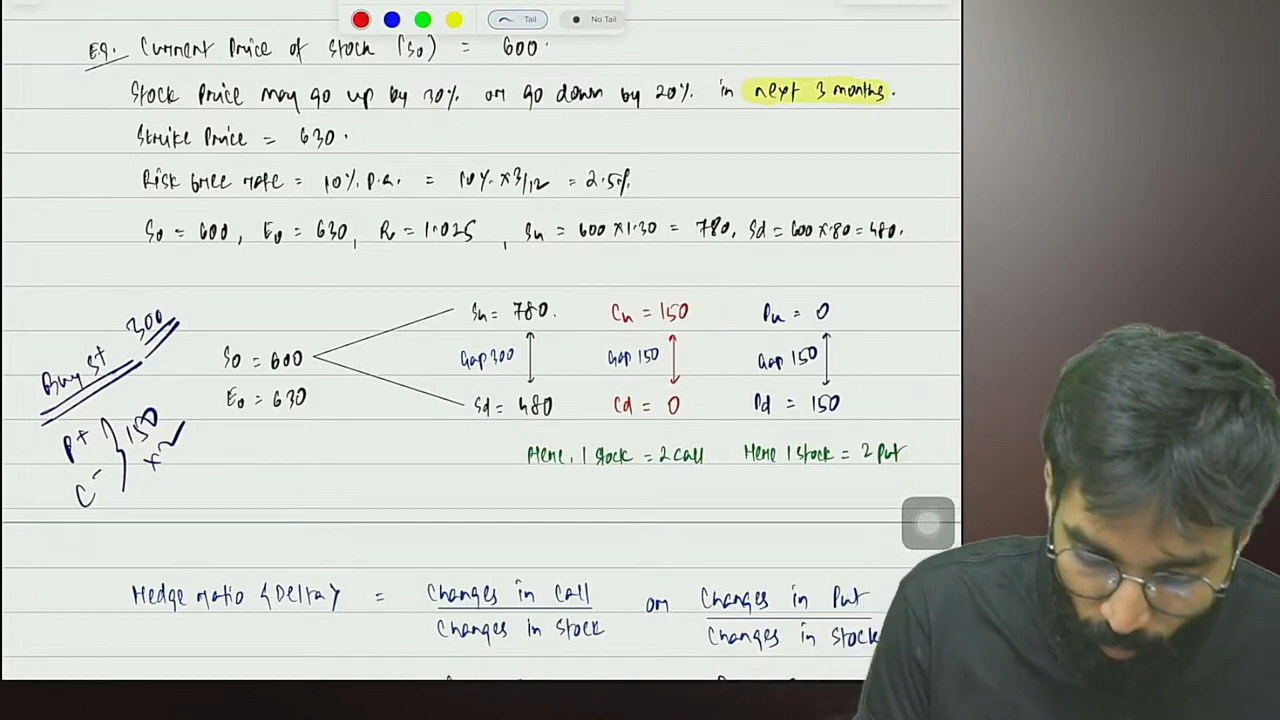 Tail
No Tail
E.g. Current Price of Stock (S0) = 600.
Stock Price may go up by 30% or go down by 20% in next 3 months.
Strike Price = 630.
Risk free rate = 10% p.a. = 10% x 3/12 = 2.5%
S0 = 600, E0 = 630, R = 1.025, Su = 600 x 1.30 = 780, Sd = 600 x .80 = 480.
Buy St 300
P+
C-
} 150 x 2
S0 = 600
E0 = 630
Su = 780. Cu = 150 Pu = 0
Gap 300 Gap 150 Gap 150
Sd = 480 Cd = 0 Pd = 150
Here, 1 Stock = 2 Call Here 1 Stock = 2 Put
Hedge ratio {Delta} = Changes in Call or Changes in Put
Changes in Stock Changes in Stock